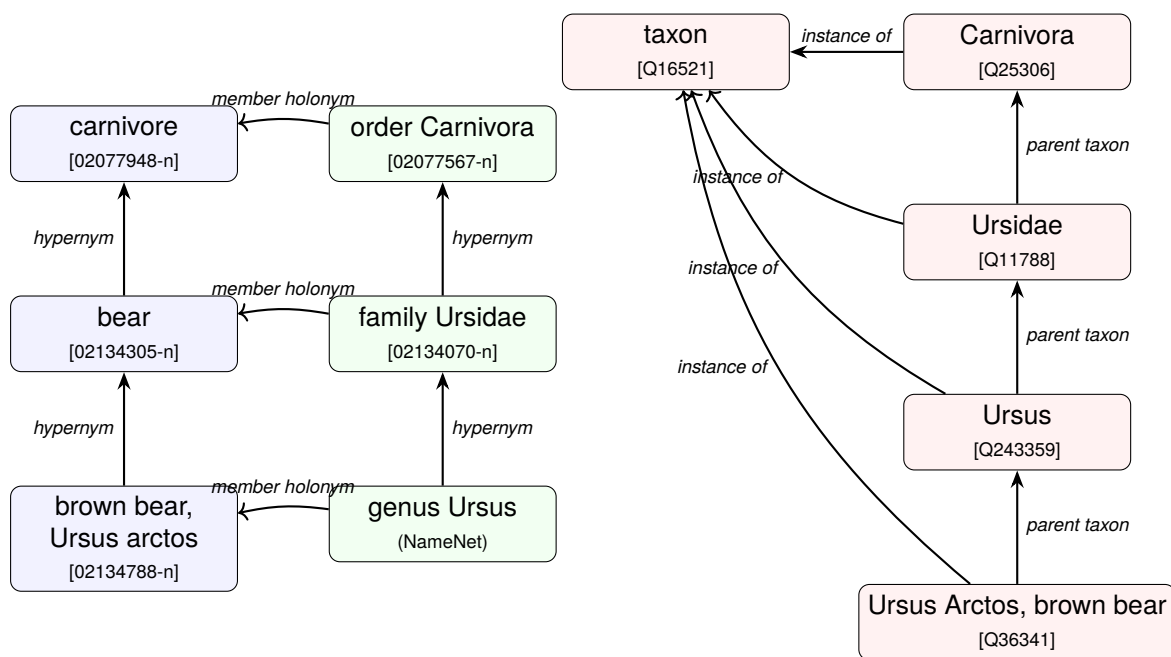 taxon
[Q16521]
instance of
Carnivora
[Q25306]
member holonym
carnivore
[02077948-n]
order Carnivora
[02077567-n]
parent taxon
instance of
hypernym
hypernym
Ursidae
[Q11788]
instance of
member holonym
bear
[02134305-n]
family Ursidae
[02134070-n]
parent taxon
instance of
hypernym
hypernym
Ursus
[Q243359]
member holonym
brown bear,
Ursus arctos
[02134788-n]
genus Ursus
(NameNet)
parent taxon
Ursus Arctos, brown bear
[Q36341]